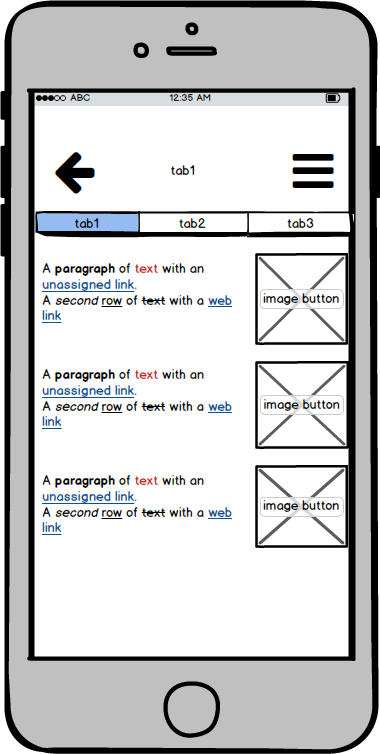 ABC 12:35 AM
tab1
tab1 tab2 tab3
A paragraph of text with an
unassigned link.
A second row of text with a web
link
image button
A paragraph of text with an
unassigned link.
A second row of text with a web
link
image button
A paragraph of text with an
unassigned link.
A second row of text with a web
link
image button